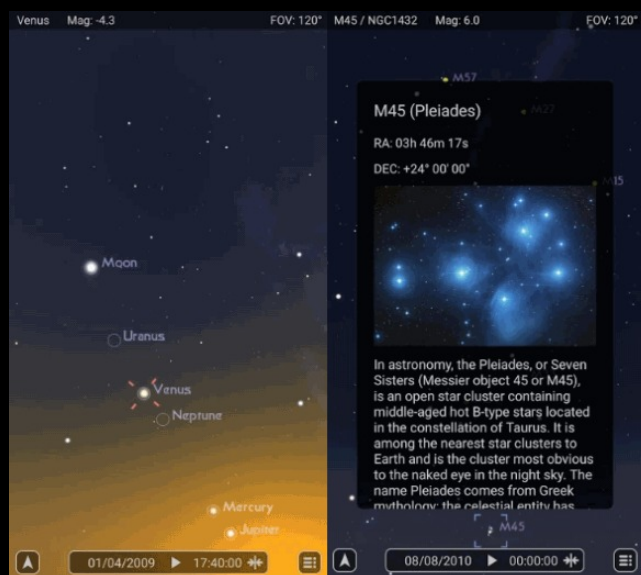 Venus Mag: -4.3 FOV: 120°
Moon
Uranus
Venus
Neptune
Mercury
Jupiter
01/04/2009 17:40:00
M45 / NGC1432 Mag: 6.0 FOV: 120°
M57
M27
M15
M45 (Pleiades)
RA: 03h 46m 17s
DEC: +24° 00' 00"
In astronomy, the Pleiades, or Seven
Sisters (Messier object 45 or M45),
is an open star cluster containing
middle-aged hot B-type stars located
in the constellation of Taurus. It is
among the nearest star clusters to
Earth and is the cluster most obvious
to the naked eye in the night sky. The
name Pleiades comes from Greek
mythology; the celestial entity has
M45
08/08/2010 00:00:00